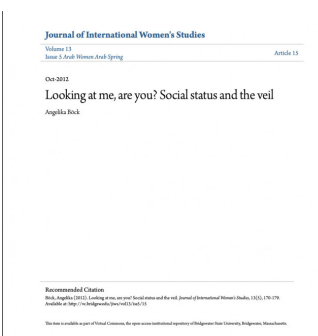 Journal of International Women's Studies
Volume 13
Issue 5 Arab Women Arab Spring
Article 15
Oct-2012
Looking at me, are you? Social status and the veil
Angelika Böck
Recommended Citation
Böck, Angelika (2012). Looking at me, are you? Social status and the veil. Journal of International Women's Studies, 13(5), 170-179.
Available at: http://vc.bridgew.edu/jiws/vol13/iss5/15
This item is available as part of Virtual Commons, the open-access institutional repository of Bridgewater State University, Bridgewater, Massachusetts.